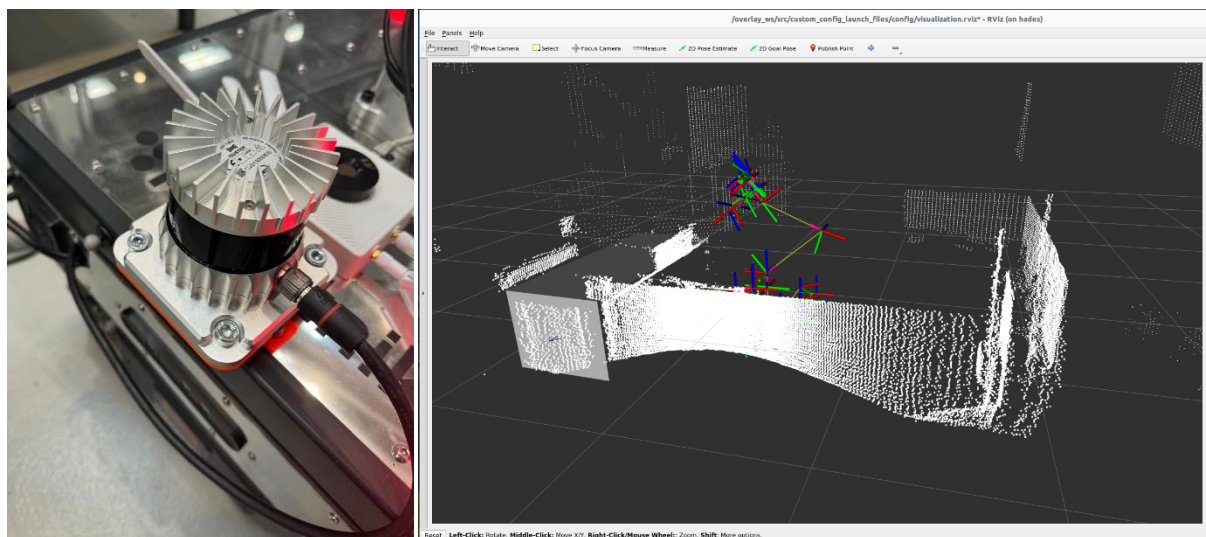 OUSTER
/overlay_ws/src/custom_config_launch_files/config/visualization.rviz* - RViz (on hades)
File Panels Help
Interact Move Camera Select Focus Camera Measure 2D Pose Estimate 2D Goal Pose Publish Point
Reset Left-Click: Rotate. Middle-Click: Move X/Y. Right-Click/Mouse Wheel:: Zoom. Shift: More options.